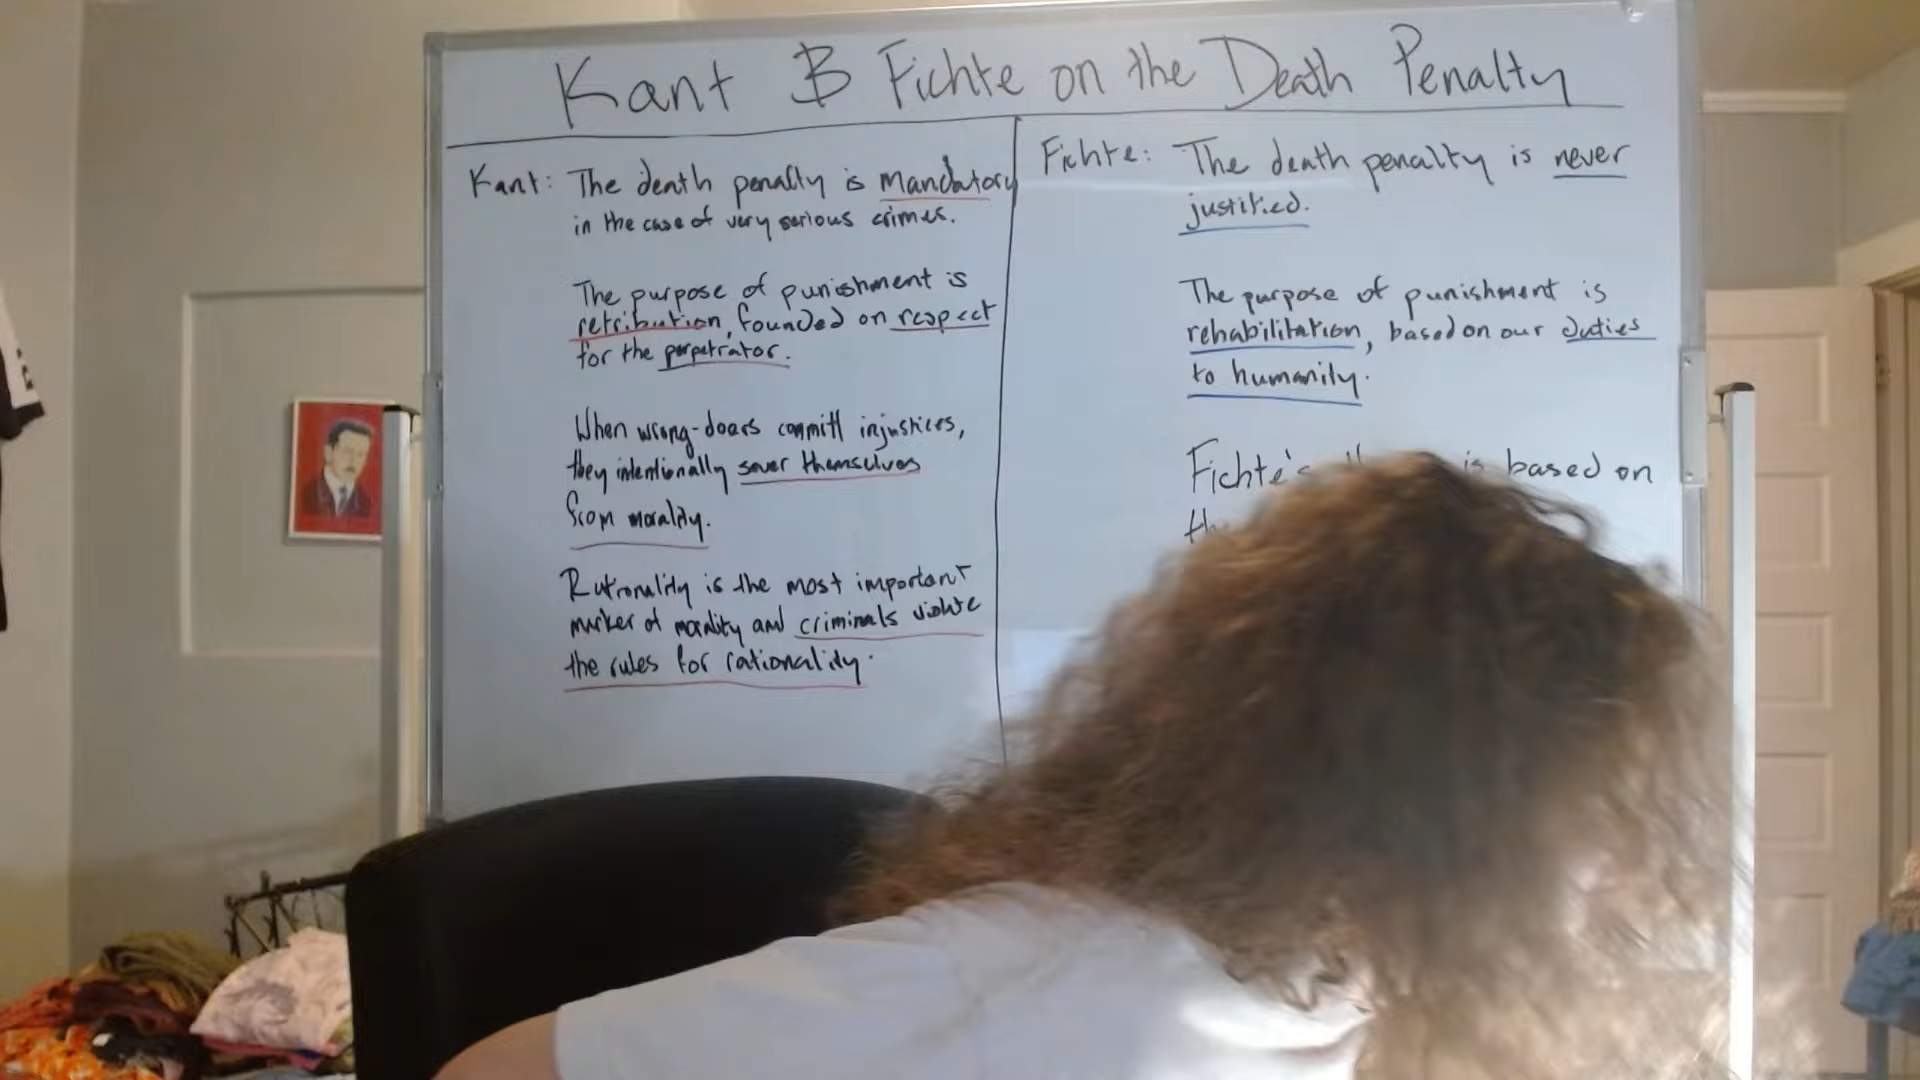 Kant & Fichte on the Death Penalty
Kant: The death penalty is mandatory
in the case of very serious crimes.
The purpose of punishment is
retribution, founded on respect
for the perpetrator.
When wrong-doers committ injustices,
they intentionally sever themselves
from morality.
Rationality is the most important
marker of morality and criminals violate
the rules for rationality.
Fichte: The death penalty is never
justified.
The purpose of punishment is
rehabilitation, based on our duties
to humanity.
Fichte's is based on